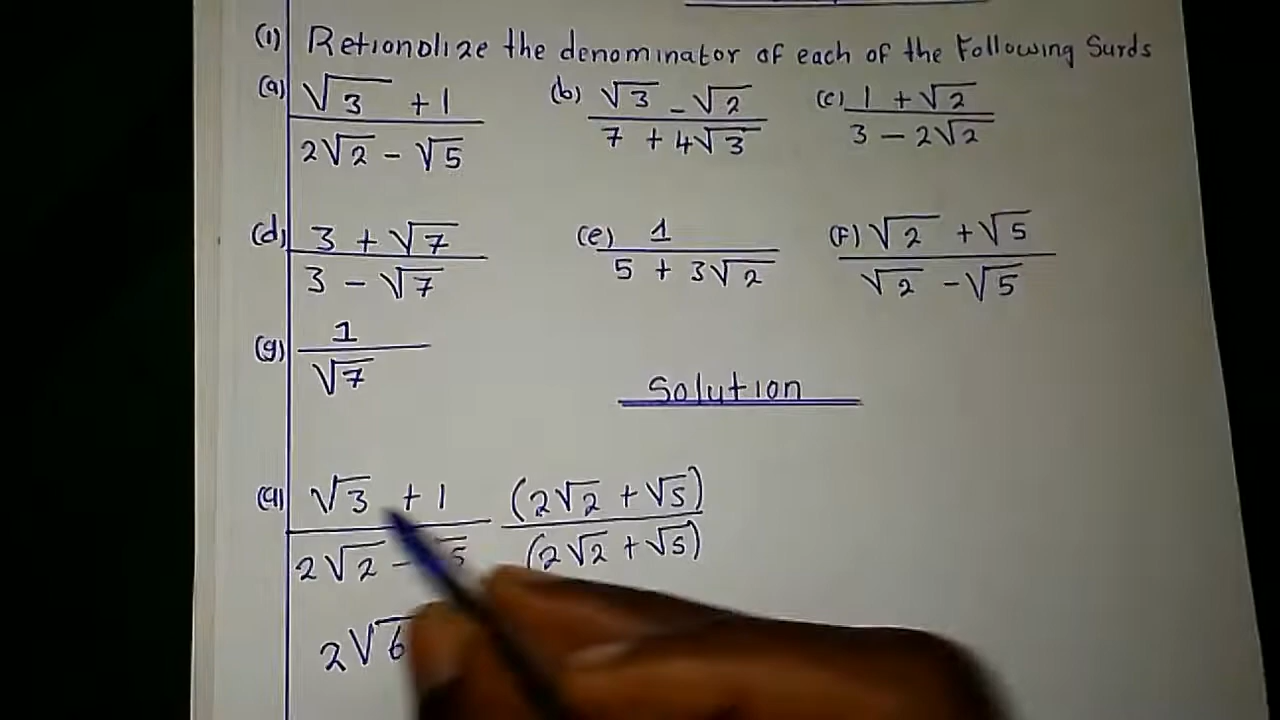 (1) Retionolize the denominator of each of the Following Surds
(a) √3 + 1 (b) √3 - √2 (c) 1 + √2
2√2 - √5 7 + 4√3 3 - 2√2
(d) 3 + √7 (e) 1 (F) √2 + √5
3 - √7 5 + 3√2 √2 - √5
(g) 1
√7
Solution
(a) √3 + 1 (2√2 + √5)
2√2 - √5 (2√2 + √5)
2√6